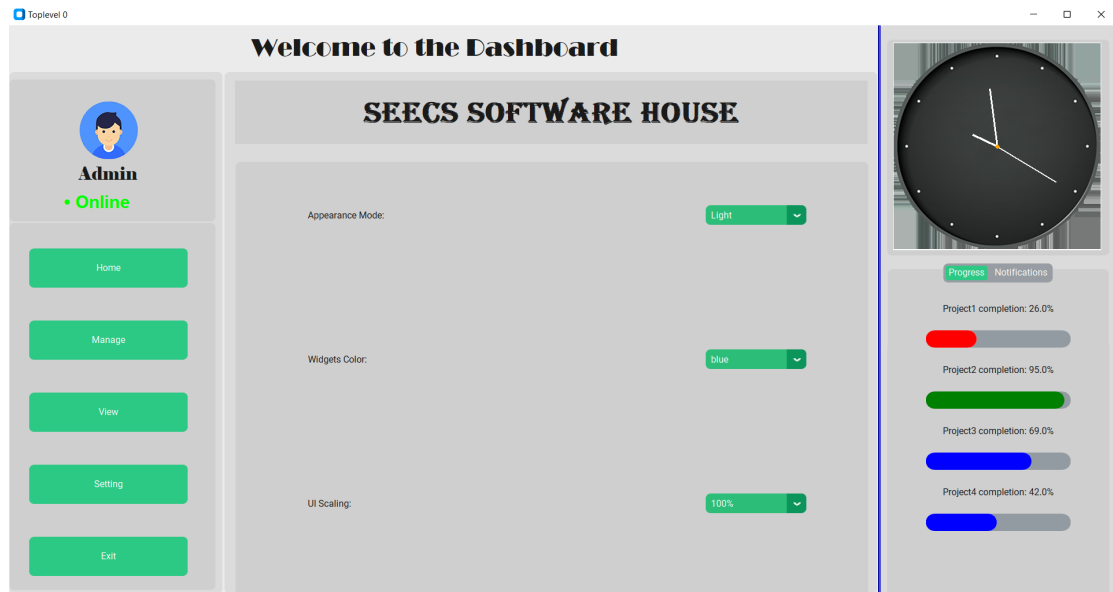 Toplevel 0
Welcome to the Dashboard
Admin
• Online
Home
Manage
View
Setting
Exit
SEECS SOFTWARE HOUSE
Appearance Mode:
Light
Widgets Color:
blue
UI Scaling:
100%
Progress Notifications
Project1 completion: 26.0%
Project2 completion: 95.0%
Project3 completion: 69.0%
Project4 completion: 42.0%